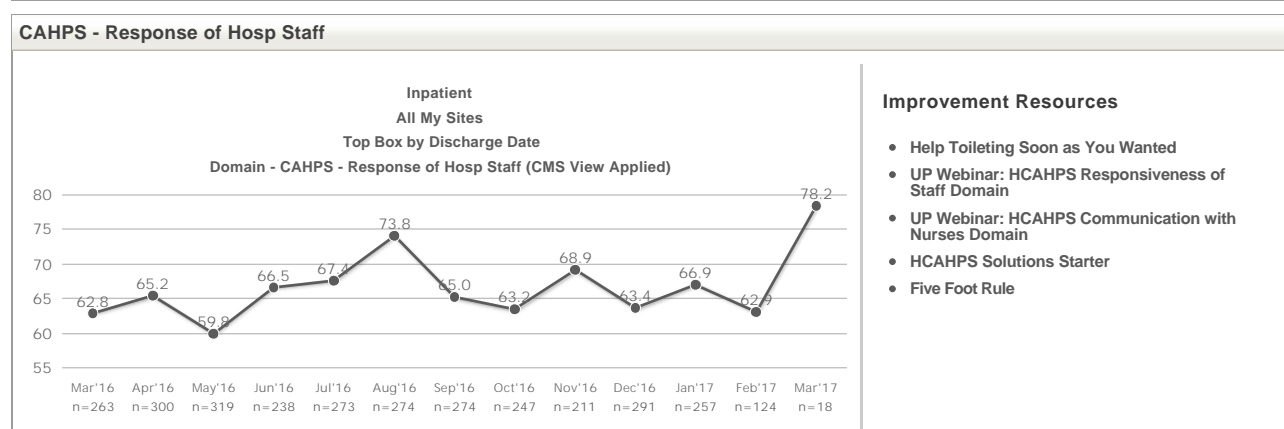 CAHPS - Response of Hosp Staff
Inpatient
All My Sites
Top Box by Discharge Date
Domain - CAHPS - Response of Hosp Staff (CMS View Applied)
80
75
70
65
60
55
62.8
65.2
59.8
66.5
67.4
73.8
65.0
63.2
68.9
63.4
66.9
62.9
78.2
Mar'16 Apr'16 May'16 Jun'16 Jul'16 Aug'16 Sep'16 Oct'16 Nov'16 Dec'16 Jan'17 Feb'17 Mar'17
n=263 n=300 n=319 n=238 n=273 n=274 n=274 n=247 n=211 n=291 n=257 n=124 n=18
Improvement Resources
Help Toileting Soon as You Wanted
UP Webinar: HCAHPS Responsiveness of
Staff Domain
UP Webinar: HCAHPS Communication with
Nurses Domain
HCAHPS Solutions Starter
Five Foot Rule